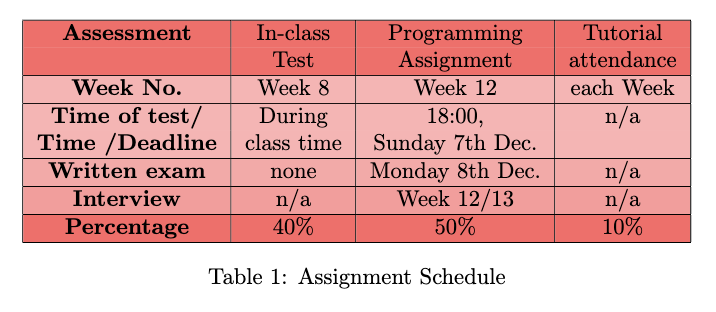 Assessment In-class Programming Tutorial
Test Assignment attendance
Week No. Week 8 Week 12 each Week
Time of test/ During 18:00, n/a
Time /Deadline class time Sunday 7th Dec.
Written exam none Monday 8th Dec. n/a
Interview n/a Week 12/13 n/a
Percentage 40% 50% 10%
Table 1: Assignment Schedule